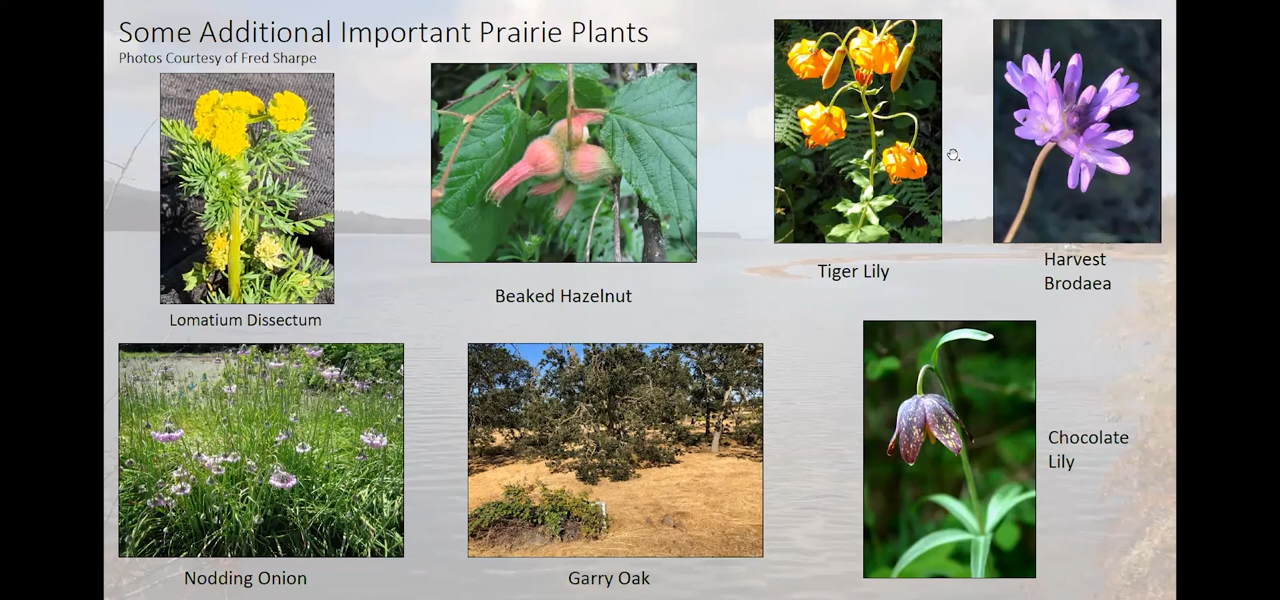 Some Additional Important Prairie Plants
Photos Courtesy of Fred Sharpe
Lomatium Dissectum
Beaked Hazelnut
Tiger Lily
Harvest
Brodaea
Nodding Onion
Garry Oak
Chocolate
Lily